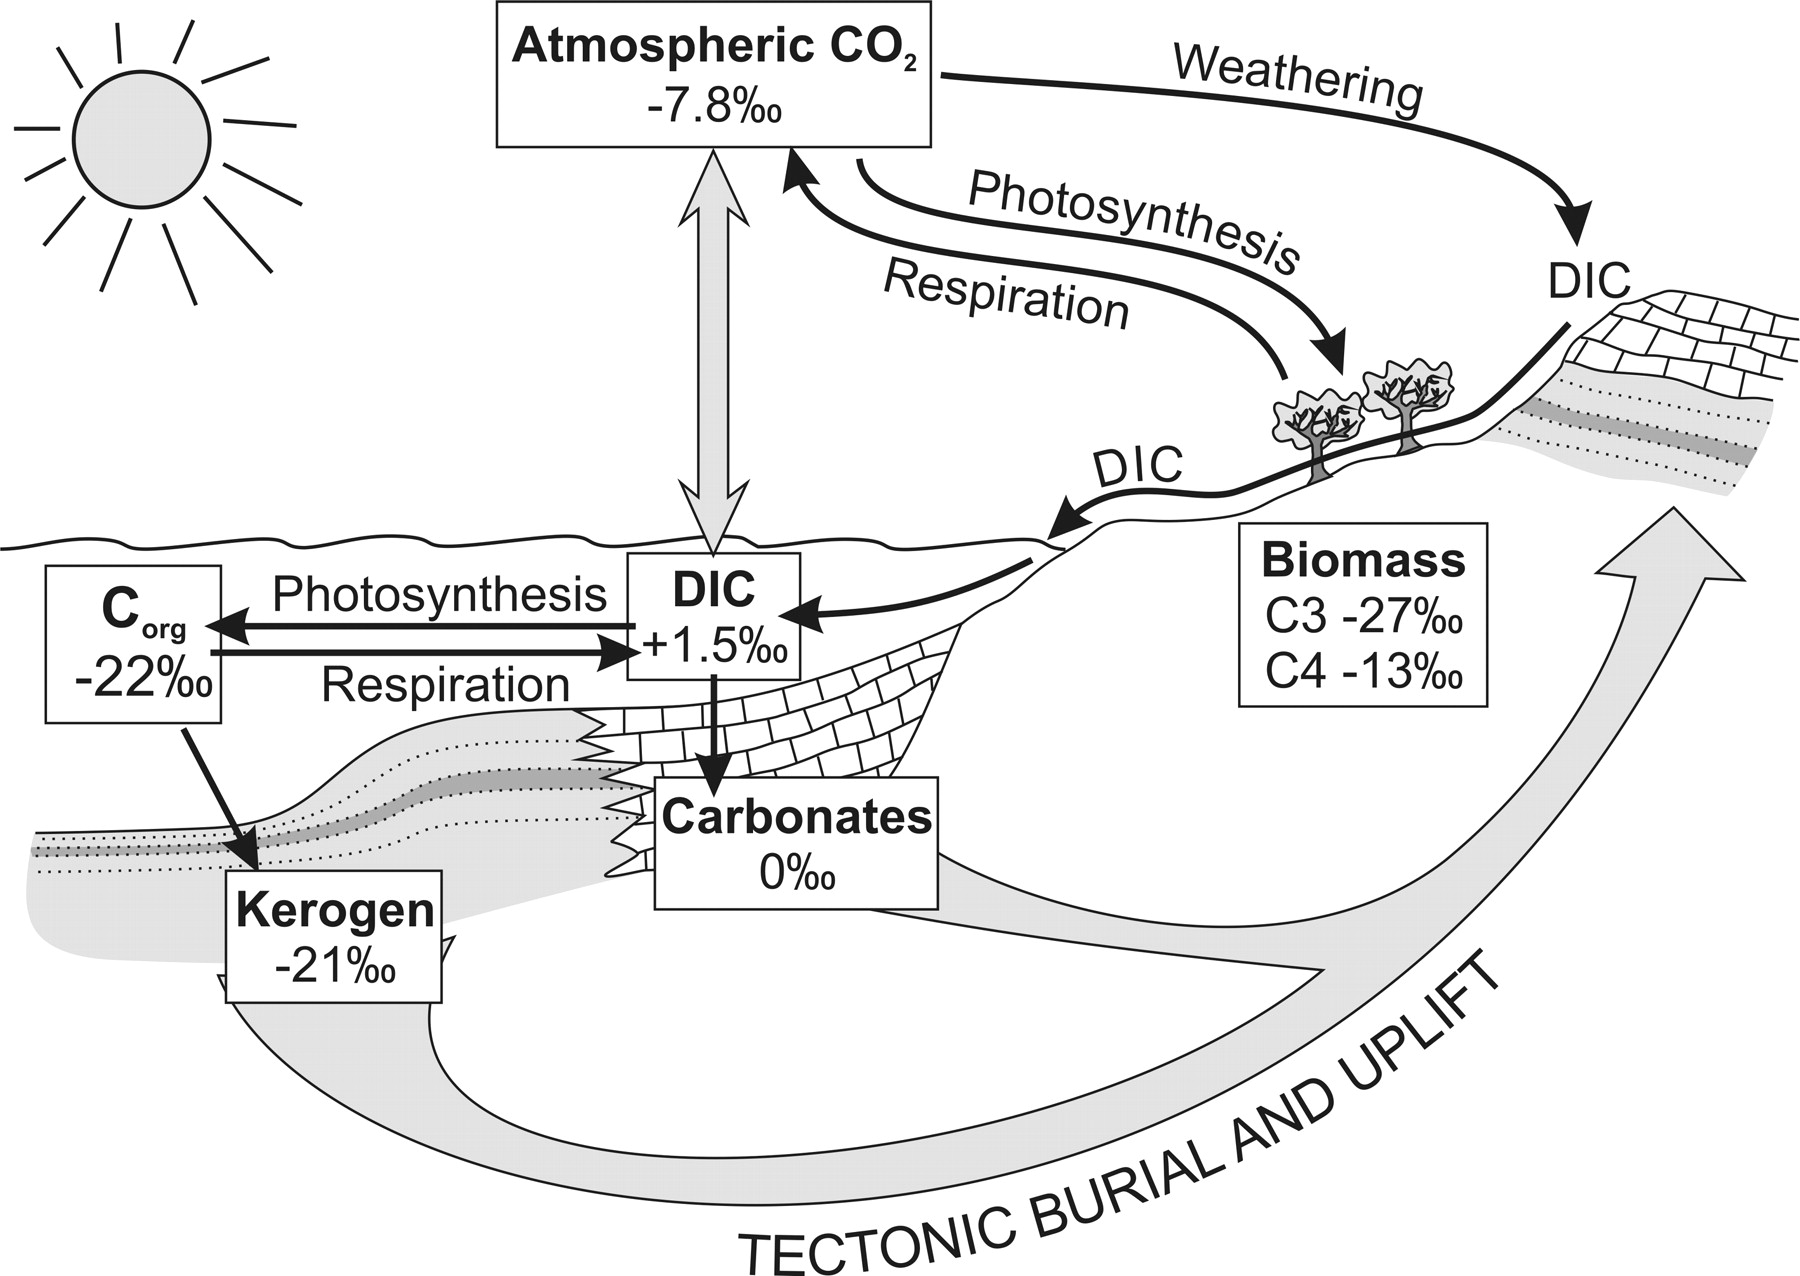 Atmospheric CO₂
-7.8‰
Weathering
Photosynthesis
Respiration
DIC
DIC
Biomass
C3 -27‰
C4 -13‰
C org
-22‰
Photosynthesis
Respiration
DIC
+1.5‰
Carbonates
0‰
Kerogen
-21‰
TECTONIC BURIAL AND UPLIFT